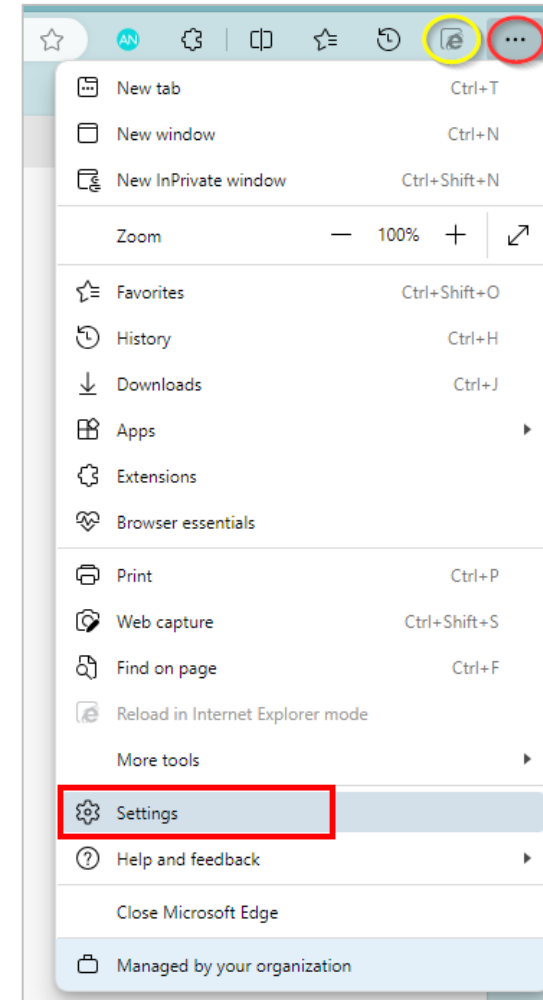 AN
New tab Ctrl+T
New window Ctrl+N
New InPrivate window Ctrl+Shift+N
Zoom 100%
Favorites Ctrl+Shift+O
History Ctrl+H
Downloads Ctrl+J
Apps
Extensions
Browser essentials
Print Ctrl+P
Web capture Ctrl+Shift+S
Find on page Ctrl+F
Reload in Internet Explorer mode
More tools
Settings
Help and feedback
Close Microsoft Edge
Managed by your organization